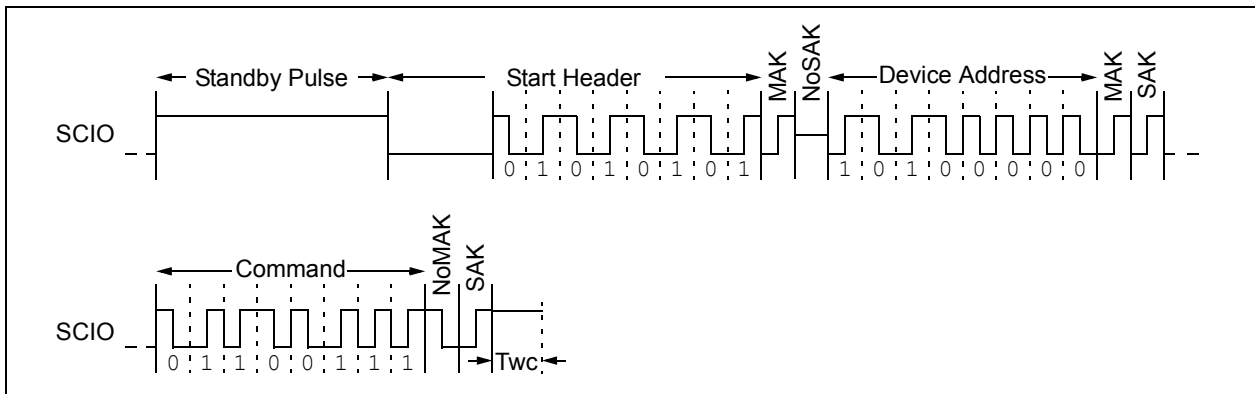 Standby Pulse Start Header MAK NoSAK Device Address MAK SAK
SCIO
0 1 0 1 0 1 0 1 1 0 1 0 0 0 0 0
Command NoMAK SAK
SCIO
0 1 1 0 0 1 1 1
Twc